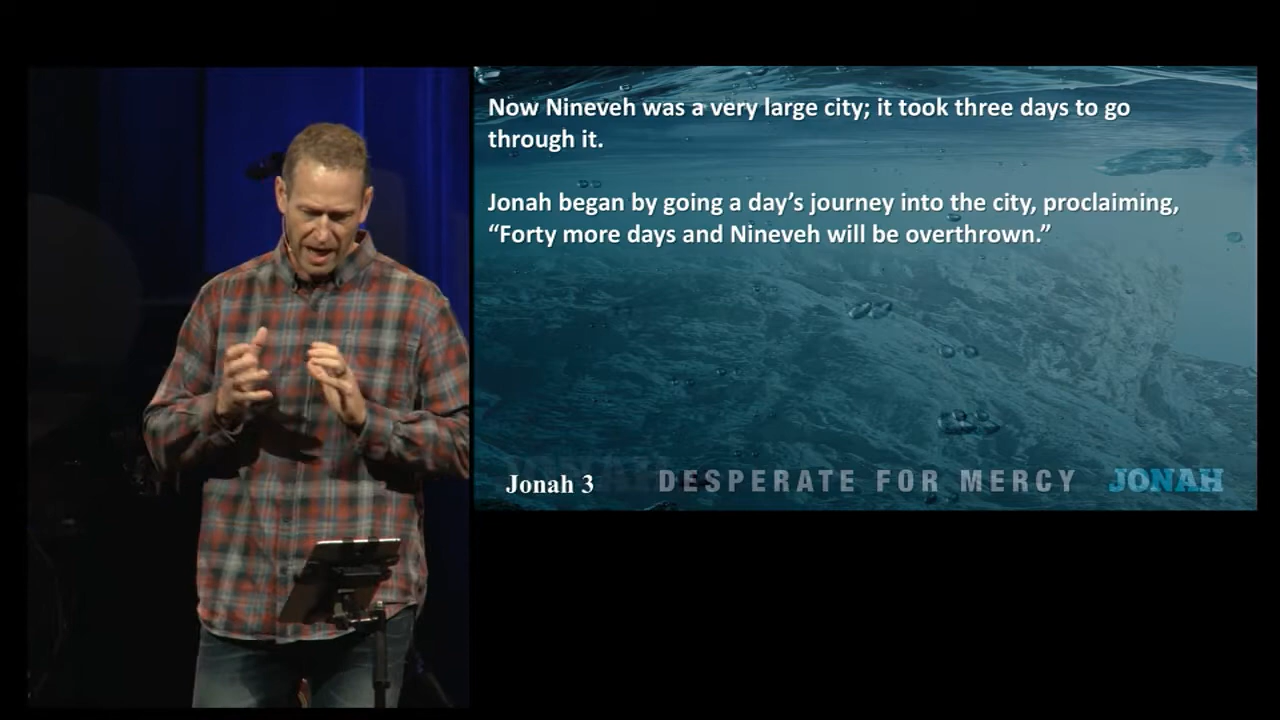 Now Nineveh was a very large city; it took three days to go
through it.
Jonah began by going a day’s journey into the city, proclaiming,
“Forty more days and Nineveh will be overthrown.”
Jonah 3
DESPERATE FOR MERCY
JONAH